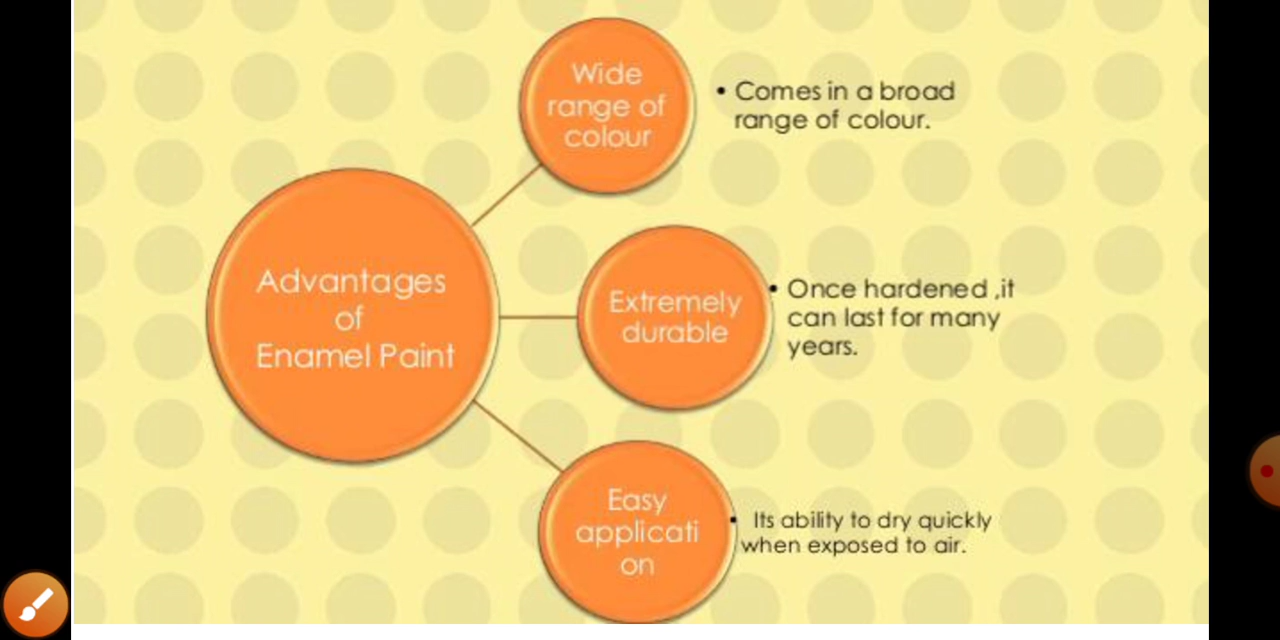 Wide
range of
colour
• Comes in a broad
range of colour.
Advantages
of
Enamel Paint
Extremely
durable
• Once hardened ,it
can last for many
years.
Easy
applicati
on
• Its ability to dry quickly
when exposed to air.